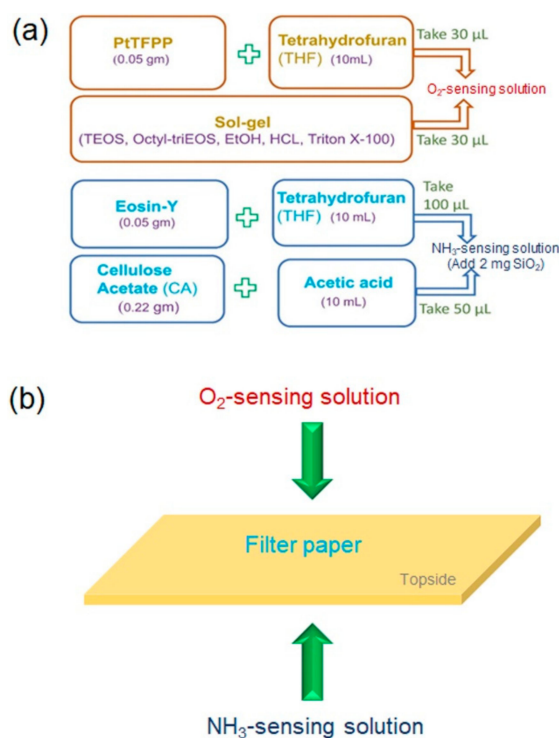 (a)
PtTFPP
(0.05 gm)
Tetrahydrofuran
(THF) (10mL)
Take 30 µL
O₂-sensing solution
Sol-gel
(TEOS, Octyl-triEOS, EtOH, HCL, Triton X-100)
Take 30 µL
Eosin-Y
(0.05 gm)
Tetrahydrofuran
(THF) (10 mL)
Take
100 µL
NH₃-sensing solution
(Add 2 mg SiO₂)
Cellulose
Acetate (CA)
(0.22 gm)
Acetic acid
(10 mL)
Take 50 µL
(b)
O₂-sensing solution
Filter paper
Topside
NH₃-sensing solution